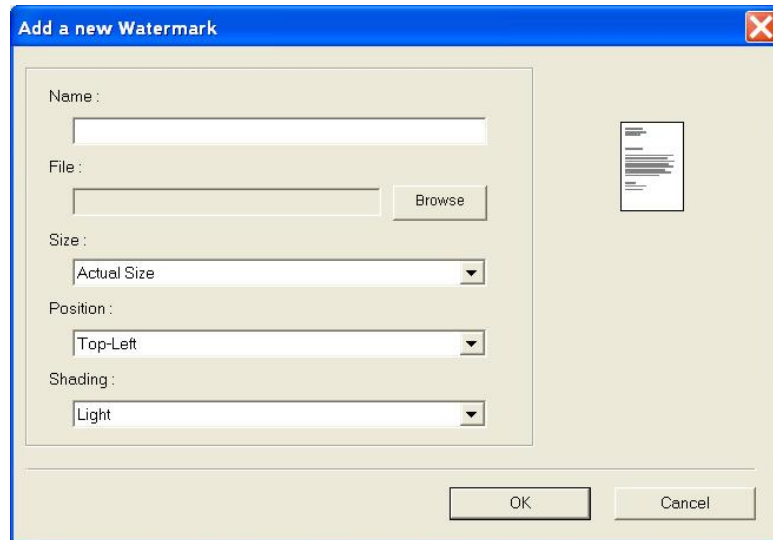 Add a new Watermark
Name :
File :
Browse
Size :
Actual Size
Position :
Top-Left
Shading :
Light
OK
Cancel